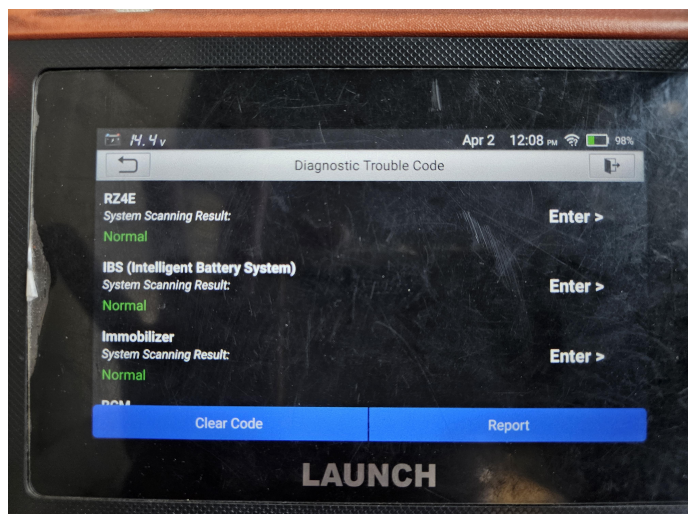 14.4v Apr 2 12:08 PM 98%
Diagnostic Trouble Code
RZ4E
System Scanning Result:
Enter >
Normal
IBS (Intelligent Battery System)
System Scanning Result:
Enter >
Normal
Immobilizer
System Scanning Result:
Enter >
Normal
Clear Code Report
LAUNCH